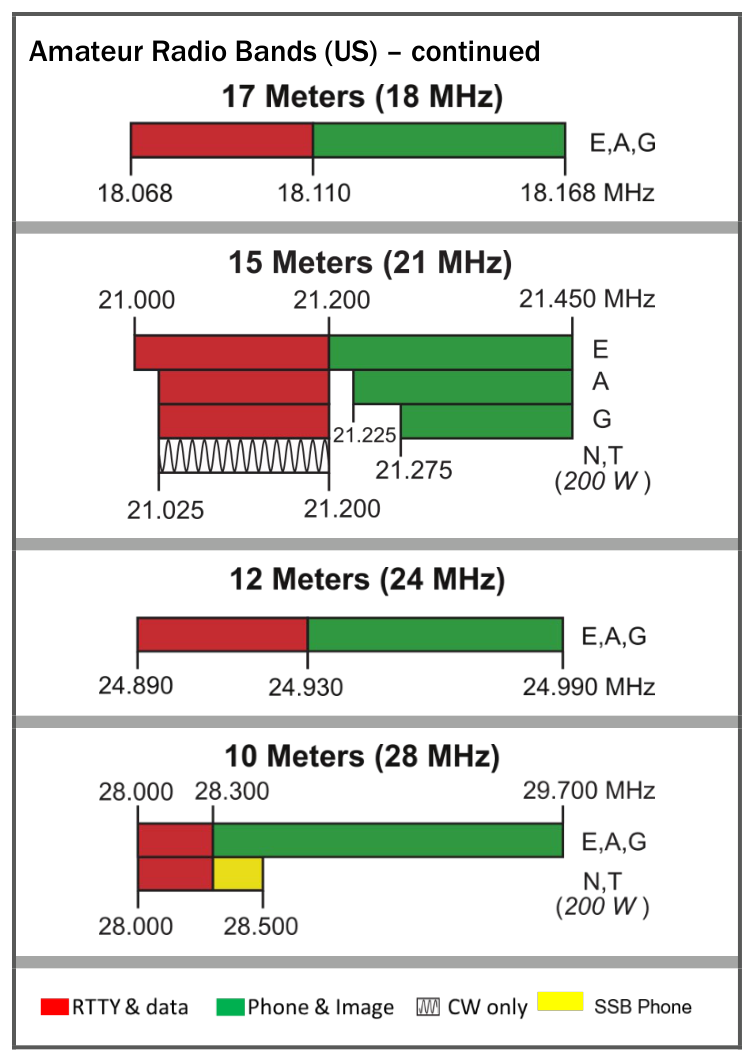 Amateur Radio Bands (US) – continued
17 Meters (18 MHz)
E,A,G
18.068 18.110 18.168 MHz
15 Meters (21 MHz)
21.000 21.200 21.450 MHz
E
A
G
21.225
N,T
21.275
(200 W )
21.025 21.200
12 Meters (24 MHz)
E,A,G
24.890 24.930 24.990 MHz
10 Meters (28 MHz)
28.000 28.300 29.700 MHz
E,A,G
N,T
(200 W )
28.000 28.500
RTTY & data Phone & Image CW only SSB Phone